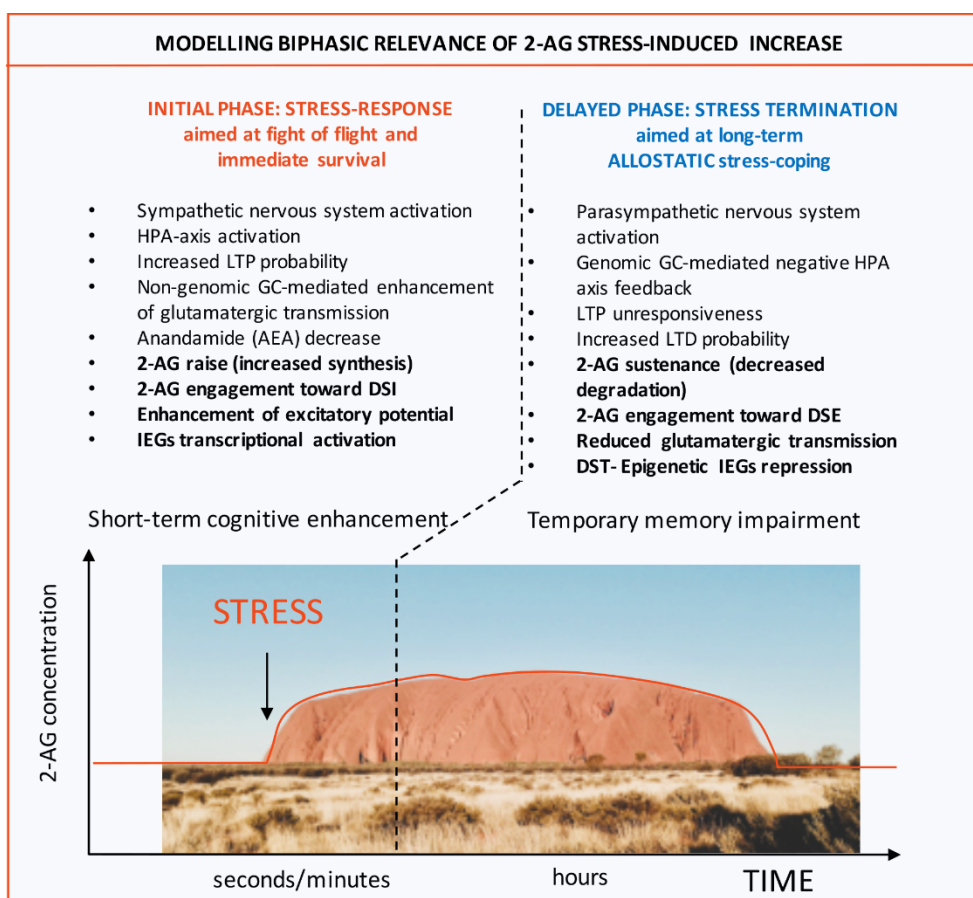 MODELLING BIPHASIC RELEVANCE OF 2-AG STRESS-INDUCED INCREASE
INITIAL PHASE: STRESS-RESPONSE
aimed at fight of flight and
immediate survival
• Sympathetic nervous system activation
• HPA-axis activation
• Increased LTP probability
• Non-genomic GC-mediated enhancement
of glutamatergic transmission
• Anandamide (AEA) decrease
• 2-AG raise (increased synthesis)
• 2-AG engagement toward DSI
• Enhancement of excitatory potential
• IEGs transcriptional activation
Short-term cognitive enhancement
DELAYED PHASE: STRESS TERMINATION
aimed at long-term
ALLOSTATIC stress-coping
• Parasympathetic nervous system
activation
• Genomic GC-mediated negative HPA
axis feedback
• LTP unresponsiveness
• Increased LTD probability
• 2-AG sustenance (decreased
degradation)
• 2-AG engagement toward DSE
• Reduced glutamatergic transmission
• DST- Epigenetic IEGs repression
Temporary memory impairment
STRESS
2-AG concentration
seconds/minutes
hours
TIME